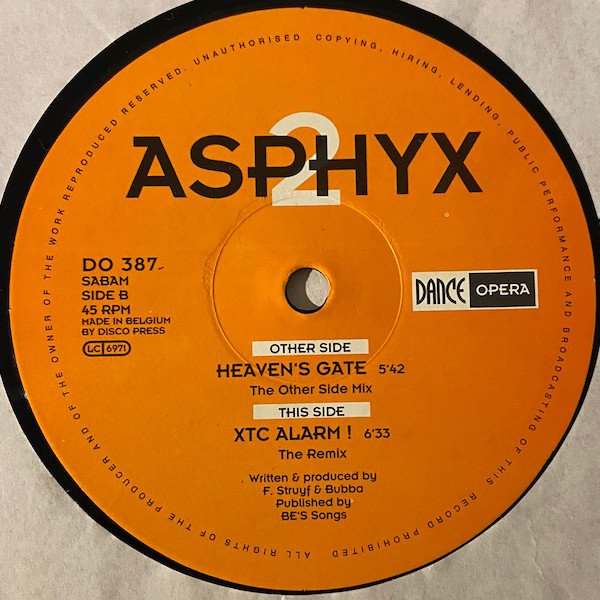 ALL RIGHTS OF THE PRODUCER AND OF THE OWNER OF THE WORK REPRODUCED RESERVED. UNAUTHORISED COPYING, HIRING, LENDING, PUBLIC PERFORMANCE AND BROADCASTING OF THIS RECORD PROHIBITED
2
ASPHYX
DO 387
SABAM
SIDE B
45 RPM
MADE IN BELGIUM
BY DISCO PRESS
LC 6971
DANCE OPERA
OTHER SIDE
HEAVEN'S GATE 5'42
The Other Side Mix
THIS SIDE
XTC ALARM ! 6'33
The Remix
Written & produced by
F. Struyf & Bubba
Published by
BE'S Songs